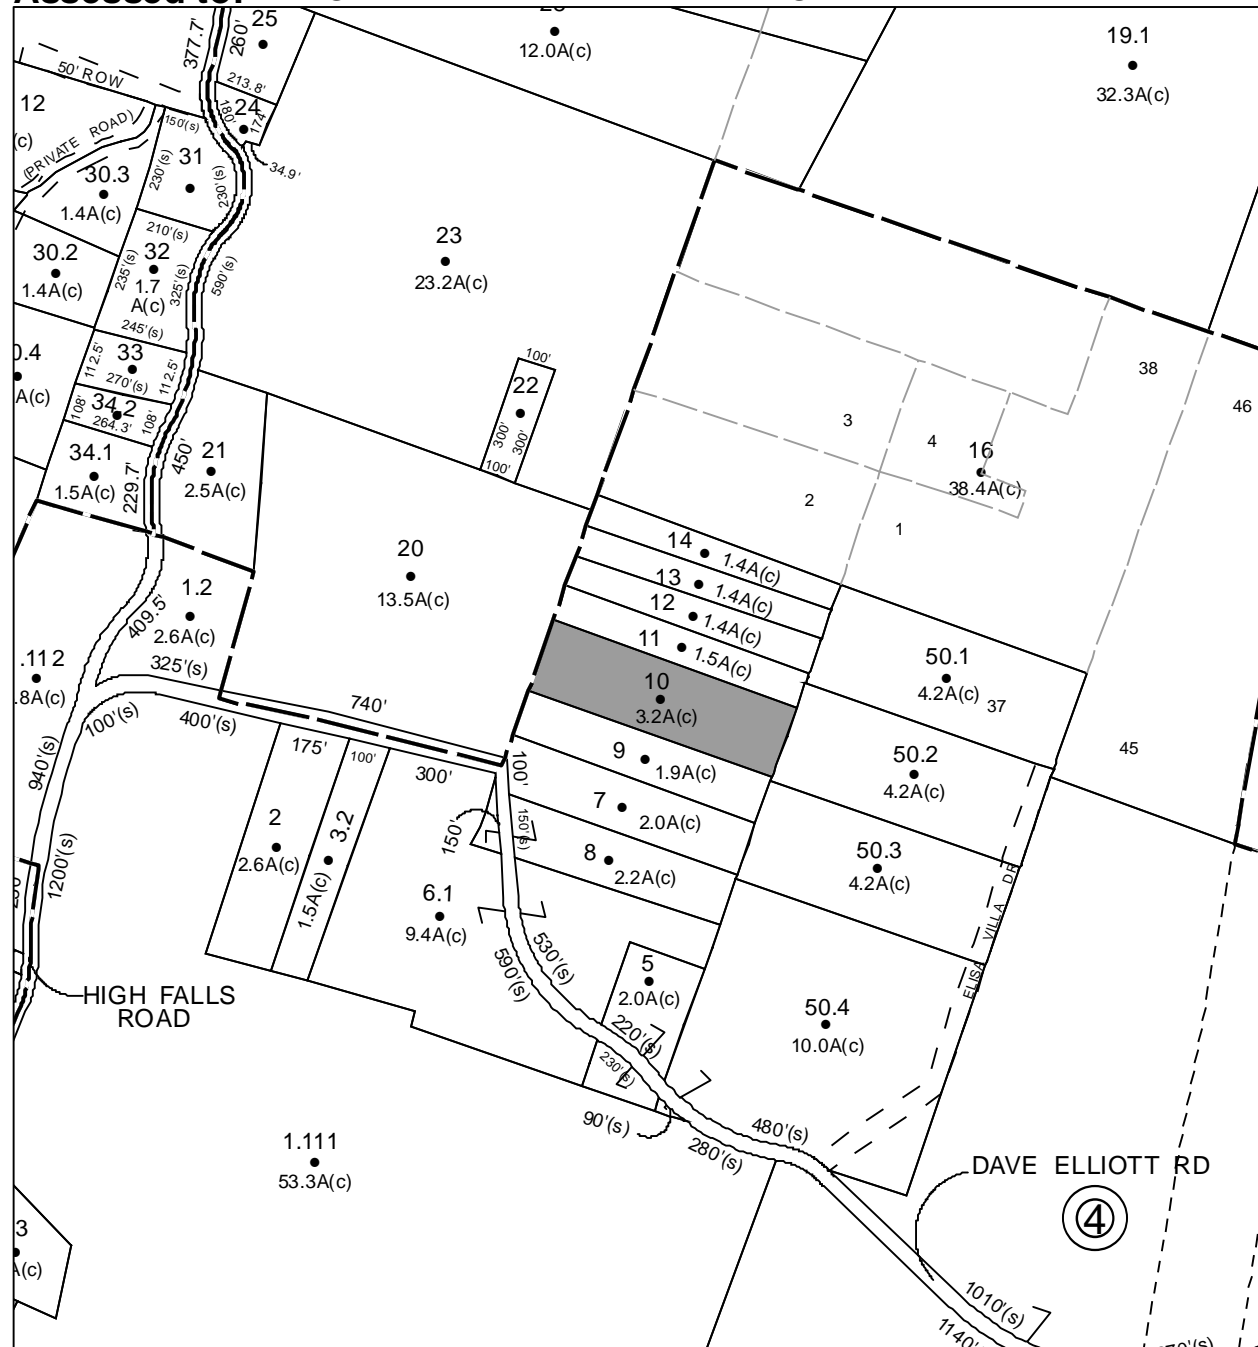 25
12.0A(c)
19.1
32.3A(c)
377.7'
260'
25
213.8'
50' ROW
180'
24
174'
34.9'
12
(c)
(PRIVATE ROAD)
150'(s)
31
230'(s)
230'(s)
30.3
1.4A(c)
210'(s)
30.2
1.4A(c)
32
1.7
A(c)
235'(s)
325'(s)
590'(s)
245'(s)
23
23.2A(c)
0.4
A(c)
33
112.5'
112.5'
270'(s)
34.2
108'
264.3'
108'
100'
22
300'
300'
100'
34.1
1.5A(c)
229.7'
450'
21
2.5A(c)
38
46
3
4
16
38.4A(c)
2
1
20
13.5A(c)
14
1.4A(c)
13
1.4A(c)
12
1.4A(c)
11
1.5A(c)
10
3.2A(c)
9
1.9A(c)
7
2.0A(c)
8
2.2A(c)
1.2
2.6A(c)
409.5'
.112
.8A(c)
325'(s)
100'(s)
400'(s)
740'
175'
100'
300'
100'
150'
150'(s)
940'(s)
1200'(s)
50.1
4.2A(c)
37
45
50.2
4.2A(c)
50.3
4.2A(c)
ELISA VILLA DR
2
2.6A(c)
3.2
1.5A(c)
6.1
9.4A(c)
530'(s)
590'(s)
5
2.0A(c)
220'(s)
230'(s)
90'(s)
280'(s)
480'(s)
50.4
10.0A(c)
HIGH FALLS
ROAD
1.111
53.3A(c)
DAVE ELLIOTT RD
4
3
A(c)
1010'(s)
1140'